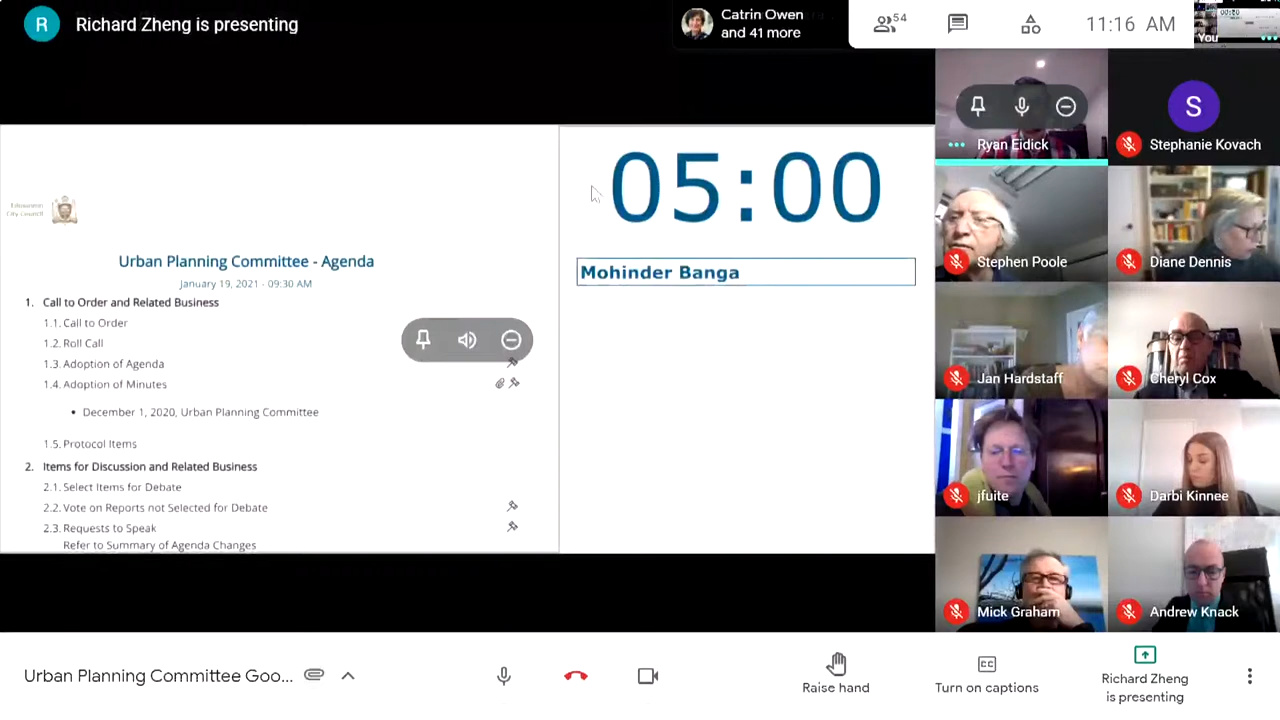 R
Richard Zheng is presenting
Catrin Owen
and 41 more
54
11:16 AM
You
Edmonton
City Council
Urban Planning Committee - Agenda
January 19, 2021 - 09:30 AM
1. Call to Order and Related Business
1.1. Call to Order
1.2. Roll Call
1.3. Adoption of Agenda
1.4. Adoption of Minutes
• December 1, 2020, Urban Planning Committee
1.5. Protocol Items
2. Items for Discussion and Related Business
2.1. Select Items for Debate
2.2. Vote on Reports not Selected for Debate
2.3. Requests to Speak
Refer to Summary of Agenda Changes
05:00
Mohinder Banga
Ryan Eidick
S
Stephanie Kovach
Stephen Poole
Diane Dennis
Jan Hardstaff
Cheryl Cox
jfuite
Darbi Kinnee
Mick Graham
Andrew Knack
Urban Planning Committee Goo...
Raise hand
CC
Turn on captions
Richard Zheng
is presenting